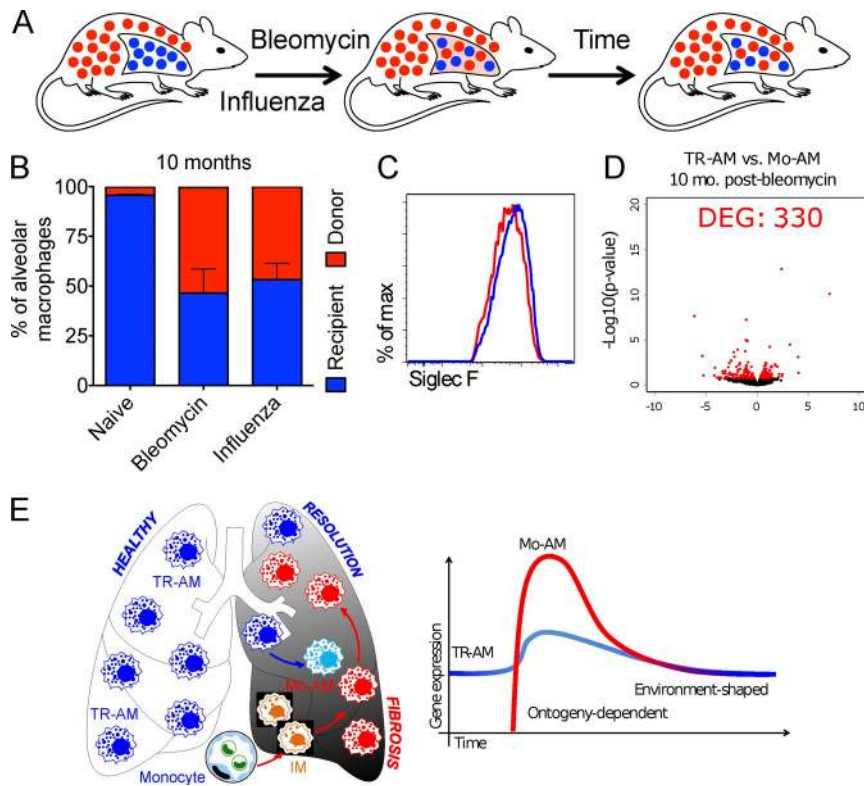 A
Bleomycin
Influenza
Time
B
10 months
% of alveolar
macrophages
100
75
50
25
0
Naive
Bleomycin
Influenza
Recipient
Donor
C
% of max
Siglec F
D
TR-AM vs. Mo-AM
10 mo. post-bleomycin
DEG: 330
-Log10(p-value)
20
15
10
5
0
-10
-5
0
5
10
E
HEALTHY
RESOLUTION
TR-AM
Mo-AM
TR-AM
FIBROSIS
Monocyte
IM
Mo-AM
TR-AM
Gene expression
Environment-shaped
Ontogeny-dependent
Time